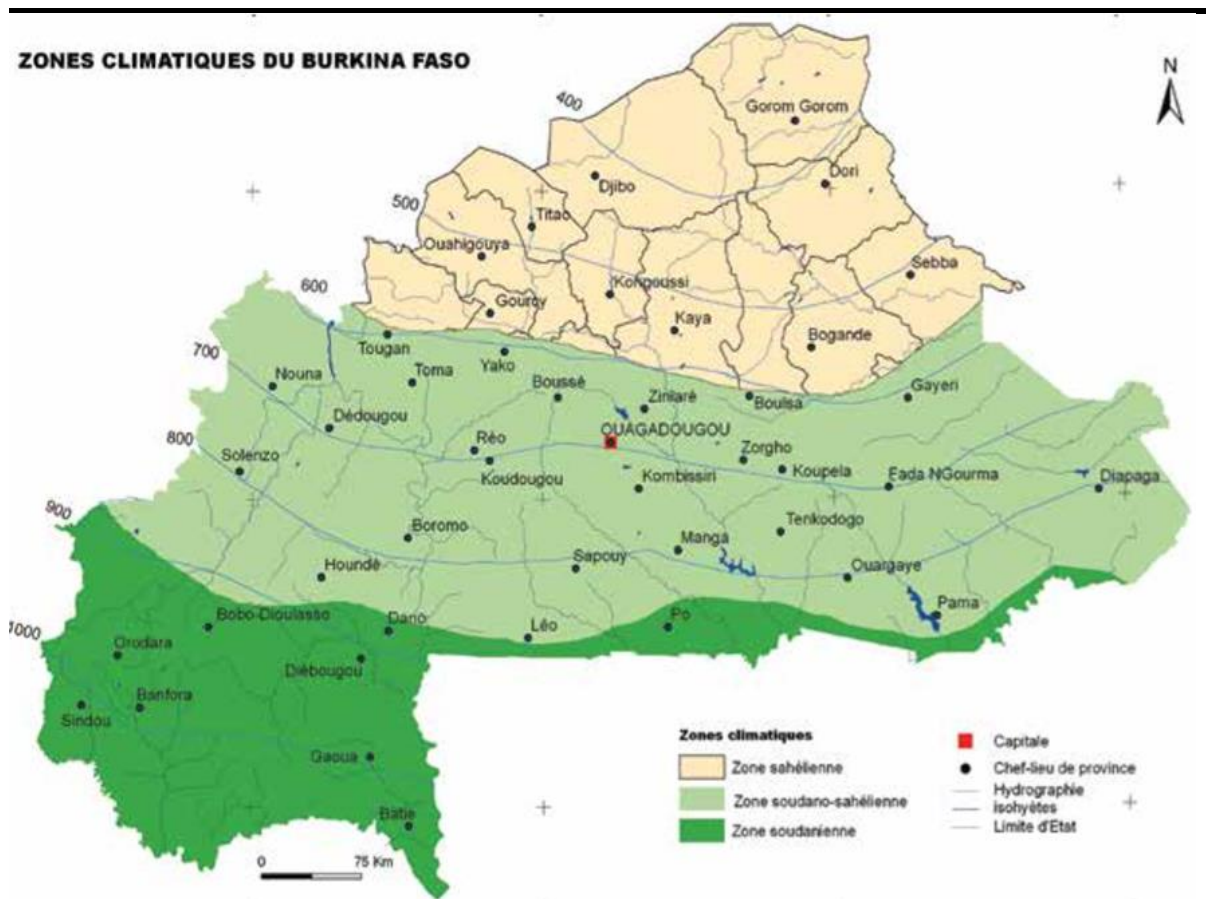 ZONES CLIMATIQUES DU BURKINA FASO
N
400
Gorom Gorom
Djibo
Dori
500
Titao
Ouahigouya
Sebba
600
Kongoussi
Gourcy
Kaya
Bogande
Tougan
Yako
700
Nouna
Toma
Boussé
Ziniaré
Boulsa
Gayeri
Dédougou
OUAGADOUGOU
800
Réo
Zorgho
Solenzo
Koudougou
Kombissiri
Koupela
Fada NGourma
Diapaga
900
Boromo
Tenkodogo
Manga
Houndé
Sapouy
Ouargaye
Pama
1000
Bobo-Dioulasso
Dano
Léo
Po
Orodara
Diébougou
Banfora
Sindou
Gaoua
Batie
0 75 Km
Zones climatiques
Zone sahélienne
Zone soudano-sahélienne
Zone soudanienne
Capitale
Chef-lieu de province
Hydrographie
isohyètes
Limite d'Etat